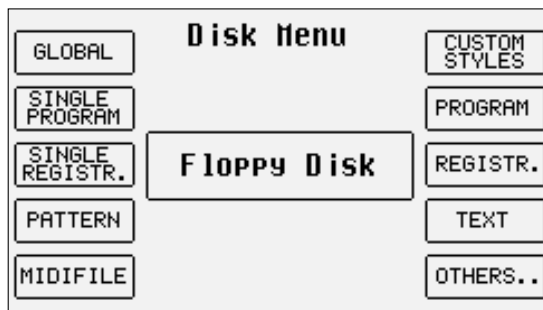 Disk Menu
GLOBAL
CUSTOM
STYLES
SINGLE
PROGRAM
PROGRAM
SINGLE
REGISTR.
Floppy Disk
REGISTR.
PATTERN
TEXT
MIDIFILE
OTHERS..